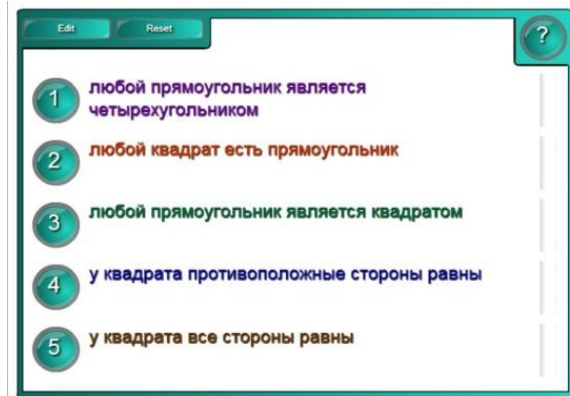 Edit Reset
?
1 любой прямоугольник является
четырехугольником
2 любой квадрат есть прямоугольник
3 любой прямоугольник является квадратом
4 у квадрата противоположные стороны равны
5 у квадрата все стороны равны